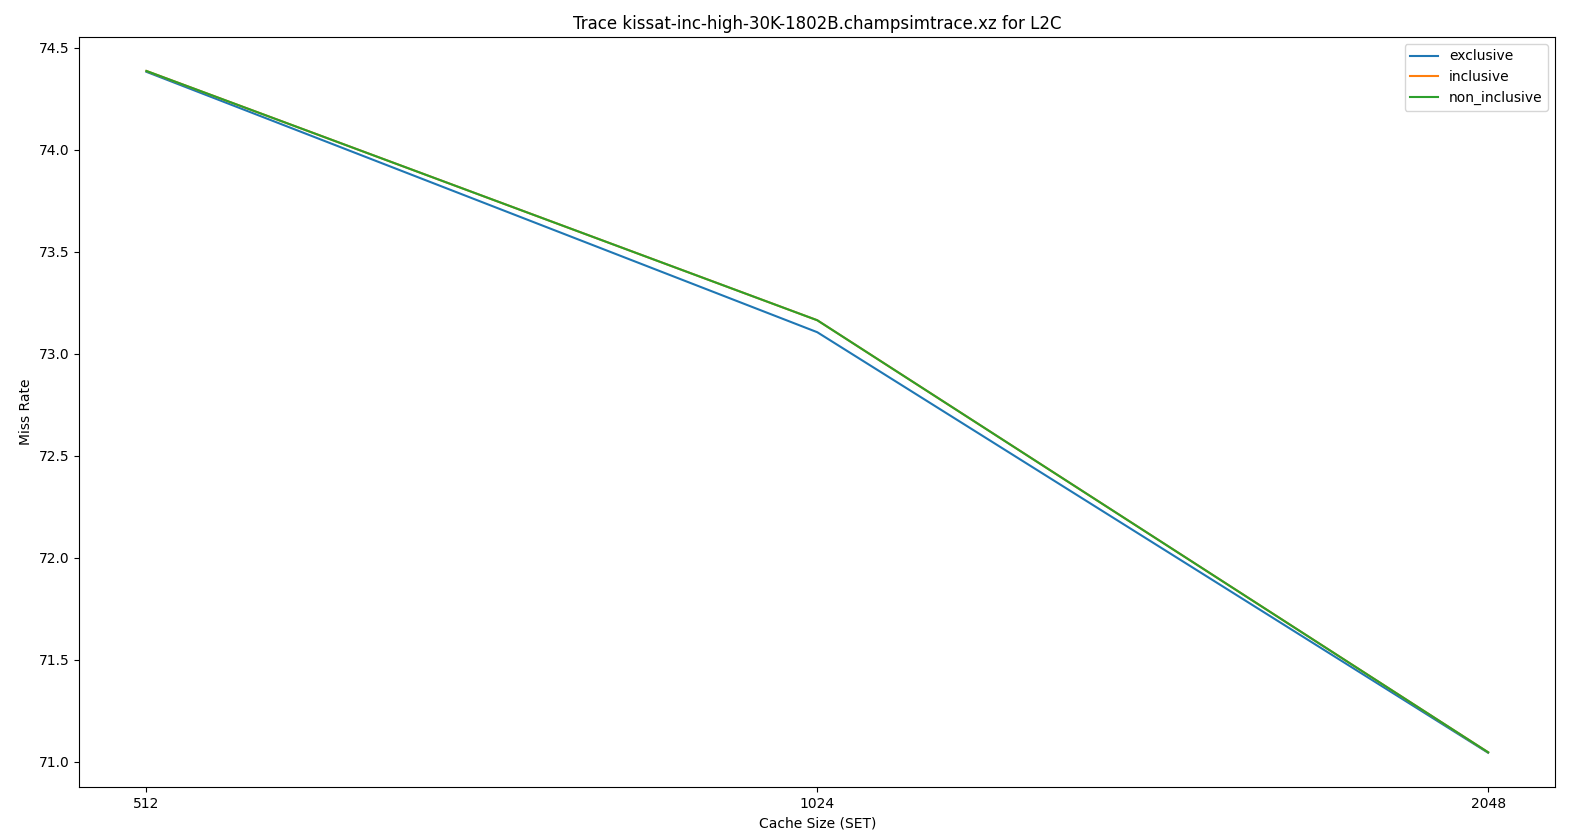 Trace kissat-inc-high-30K-1802B.champsimtrace.xz for L2C
exclusive
inclusive
non_inclusive
74.5
74.0
73.5
73.0
72.5
72.0
71.5
71.0
Miss Rate
512
1024
2048
Cache Size (SET)